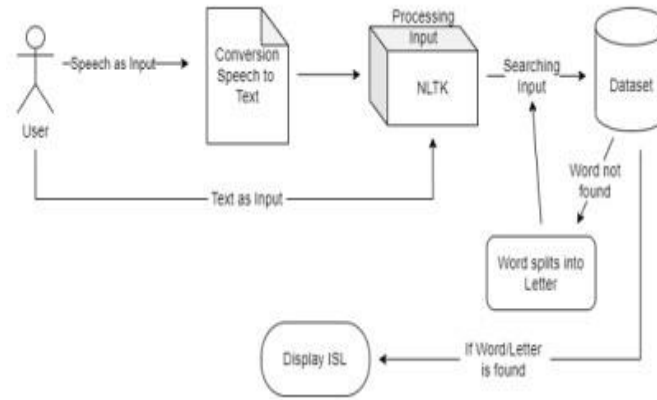 Processing
Input
Speech as Input
Conversion
Speech to
Text
NLTK
Searching
Input
Dataset
User
Word not
found
Text as Input
Word splits into
Letter
Display ISL
If Word/Letter
is found